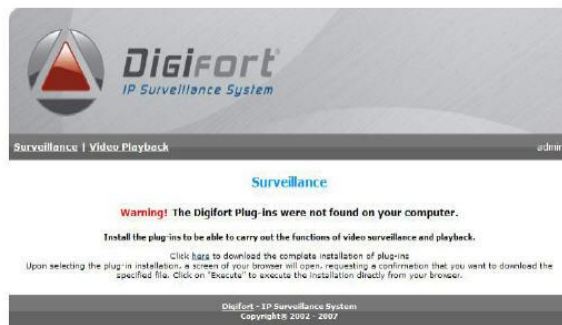 Digifort
IP Surveillance System
Surveillance | Video Playback admin
Surveillance
Warning! The Digifort Plug-ins were not found on your computer.
Install the plug-ins to be able to carry out the functions of video surveillance and playback.
Click here to download the complete installation of plug-ins
Upon selecting the plug-in installation, a screen of your browser will open, requesting a confirmation that you want to download the
specified file. Click on "Execute" to execute the installation directly from your browser.
Digifort - IP Surveillance System
Copyright® 2002 - 2007